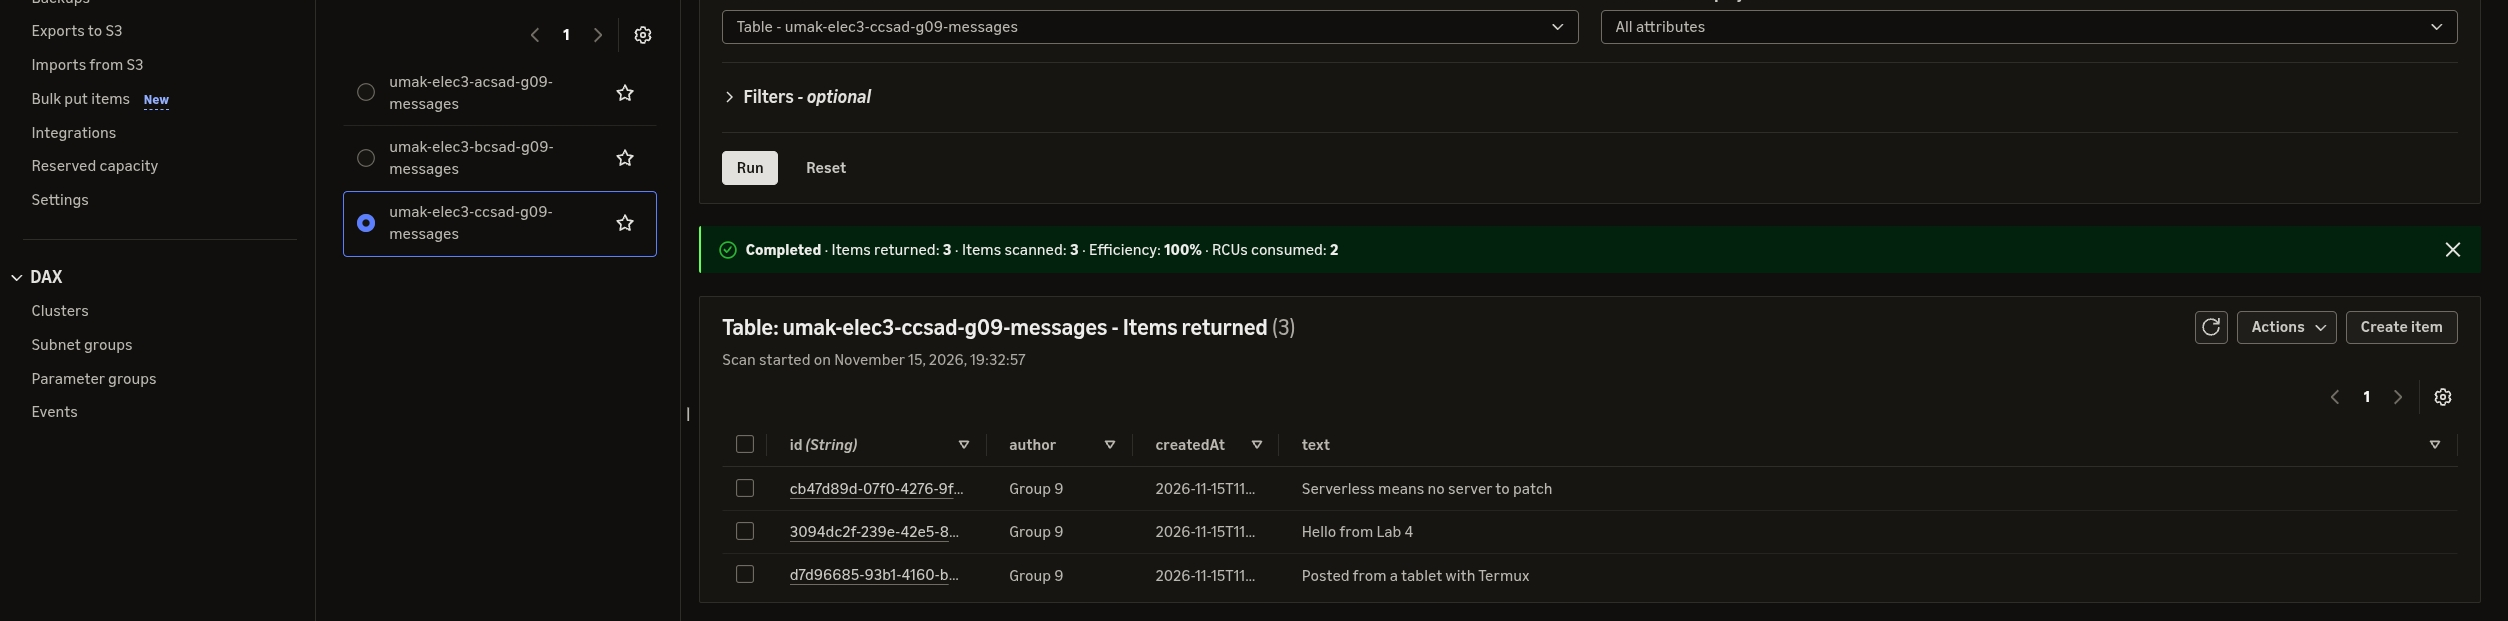 Backups
Exports to S3
Imports from S3
Bulk put items New
Integrations
Reserved capacity
Settings
DAX
Clusters
Subnet groups
Parameter groups
Events
1
umak-elec3-acsad-g09-
messages
umak-elec3-bcsad-g09-
messages
umak-elec3-ccsad-g09-
messages
Table - umak-elec3-ccsad-g09-messages
All attributes
Filters - optional
Run Reset
Completed · Items returned: 3 · Items scanned: 3 · Efficiency: 100% · RCUs consumed: 2
Table: umak-elec3-ccsad-g09-messages - Items returned (3)
Actions Create item
Scan started on November 15, 2026, 19:32:57
1
id (String) author createdAt text
cb47d89d-07f0-4276-9f... Group 9 2026-11-15T11... Serverless means no server to patch
3094dc2f-239e-42e5-8... Group 9 2026-11-15T11... Hello from Lab 4
d7d96685-93b1-4160-b... Group 9 2026-11-15T11... Posted from a tablet with Termux